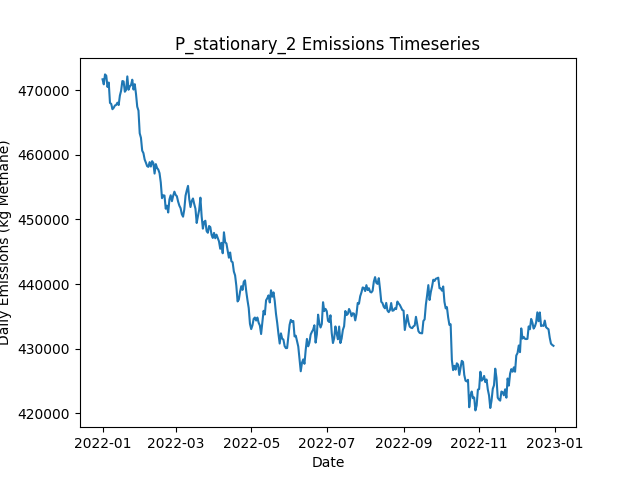 P_stationary_2 Emissions Timeseries
Daily Emissions (kg Methane)
470000
460000
450000
440000
430000
420000
2022-01 2022-03 2022-05 2022-07 2022-09 2022-11 2023-01
Date